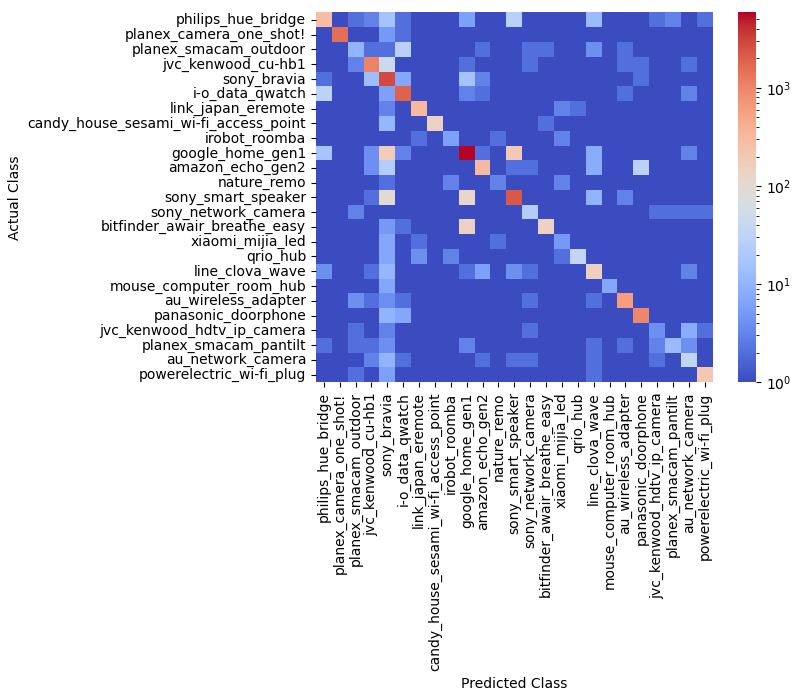 Actual Class
philips_hue_bridge
planex_camera_one_shot!
planex_smacam_outdoor
jvc_kenwood_cu-hb1
sony_bravia
i-o_data_qwatch
link_japan_eremote
candy_house_sesami_wi-fi_access_point
irobot_roomba
google_home_gen1
amazon_echo_gen2
nature_remo
sony_smart_speaker
sony_network_camera
bitfinder_awair_breathe_easy
xiaomi_mijia_led
qrio_hub
line_clova_wave
mouse_computer_room_hub
au_wireless_adapter
panasonic_doorphone
jvc_kenwood_hdtv_ip_camera
planex_smacam_pantilt
au_network_camera
powerelectric_wi-fi_plug
10³
10²
10¹
10⁰
philips_hue_bridge
planex_camera_one_shot!
planex_smacam_outdoor
jvc_kenwood_cu-hb1
sony_bravia
i-o_data_qwatch
link_japan_eremote
candy_house_sesami_wi-fi_access_point
irobot_roomba
google_home_gen1
amazon_echo_gen2
nature_remo
sony_smart_speaker
sony_network_camera
bitfinder_awair_breathe_easy
xiaomi_mijia_led
qrio_hub
line_clova_wave
mouse_computer_room_hub
au_wireless_adapter
panasonic_doorphone
jvc_kenwood_hdtv_ip_camera
planex_smacam_pantilt
au_network_camera
powerelectric_wi-fi_plug
Predicted Class